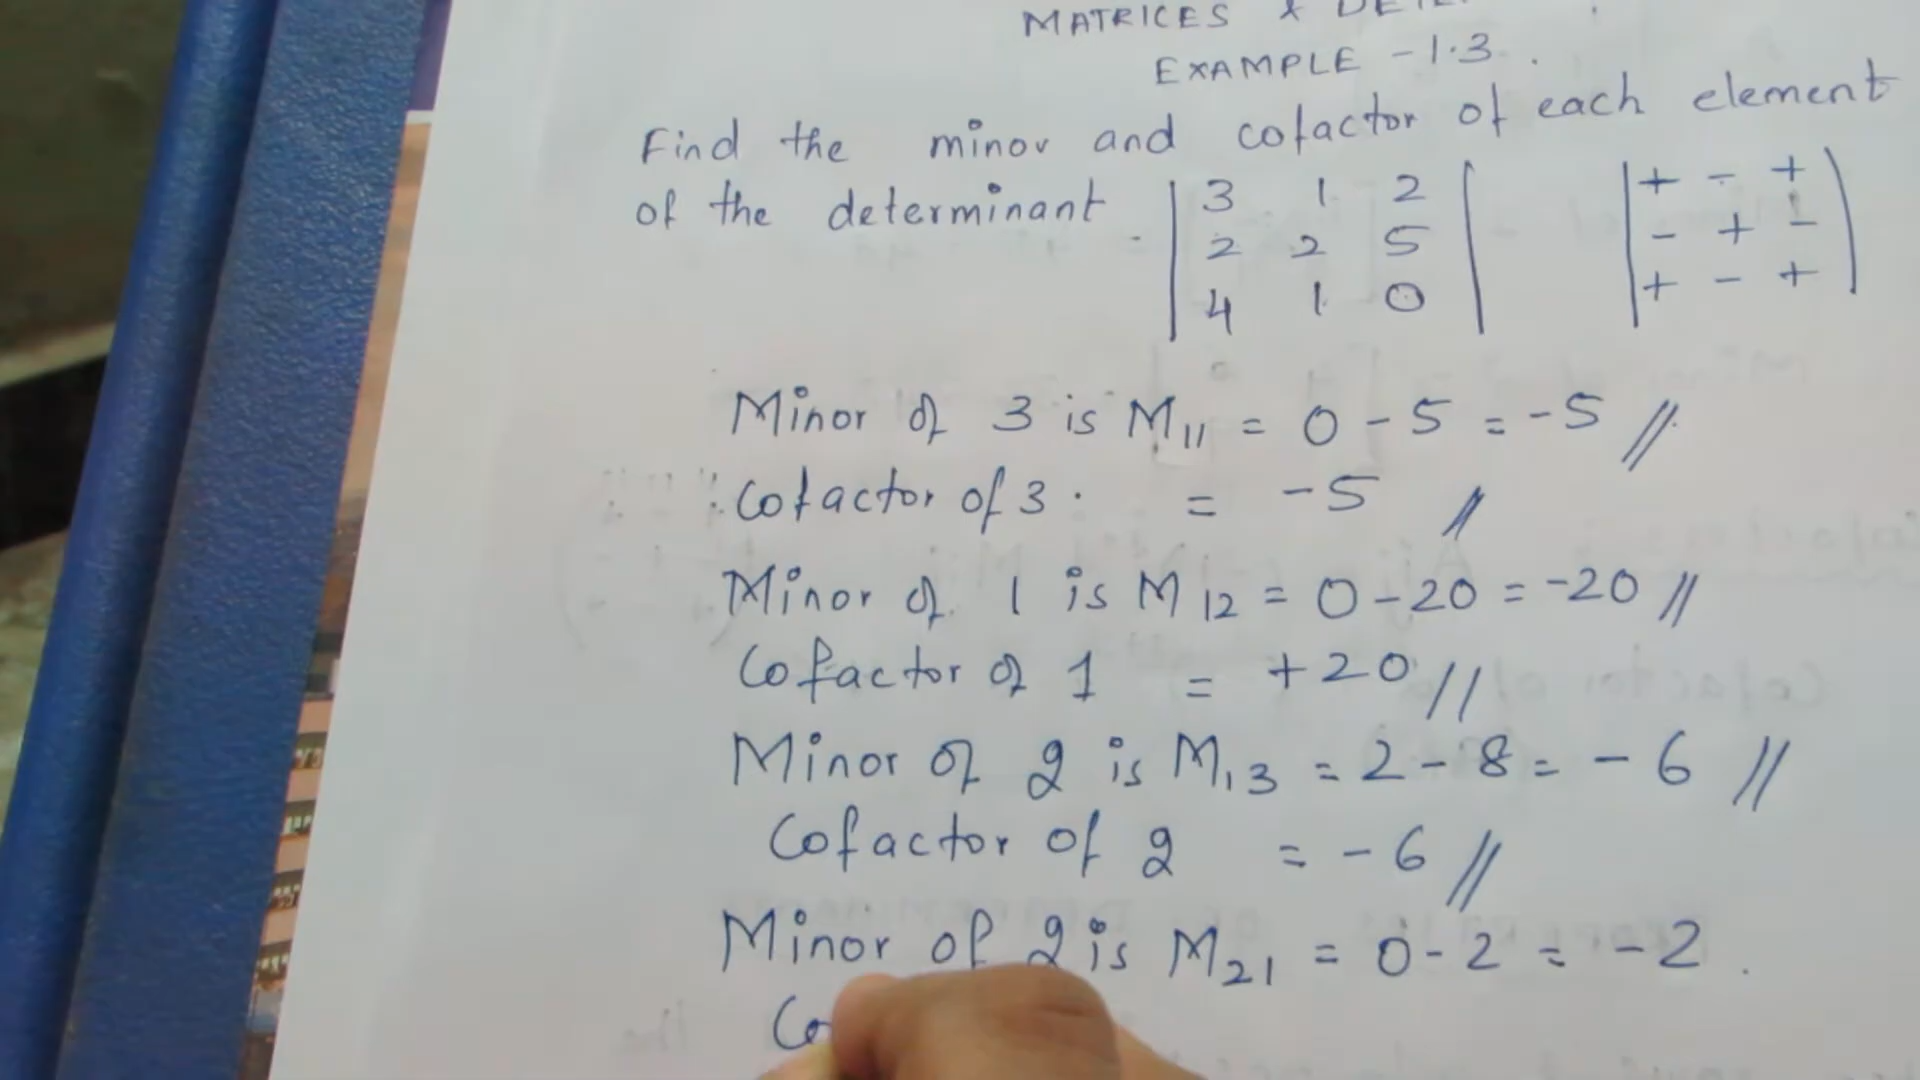 MATRICES &
EXAMPLE -1.3.
Find the minor and cofactor of each element
of the determinant.
3 1 2
2 2 5
4 1 0
+ - +
- + -
+ - +
Minor of 3 is M11 = 0 - 5 = -5 //
Cofactor of 3. = -5 //
Minor of 1 is M12 = 0 - 20 = -20 //
Cofactor of 1 = +20 //
Minor of 2 is M13 = 2 - 8 = - 6 //
Cofactor of 2 = - 6 //
Minor of 2 is M21 = 0 - 2 = - 2.
Co